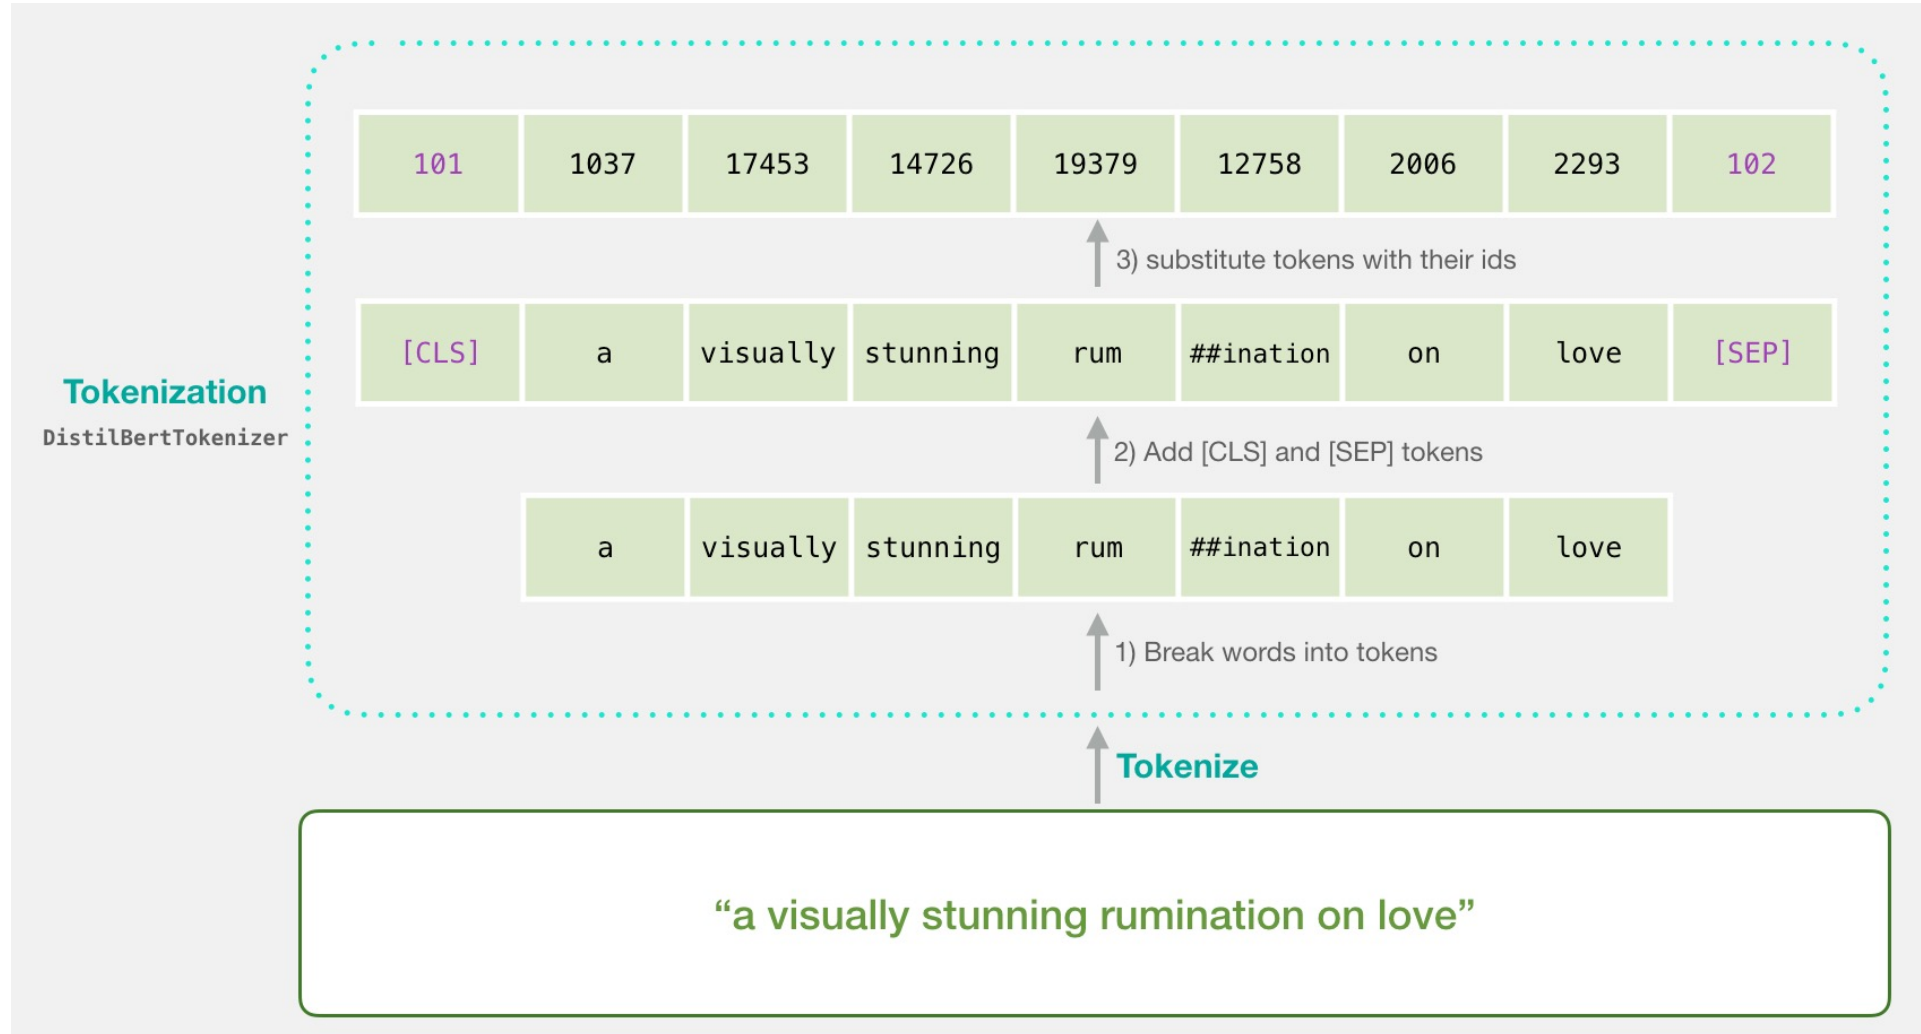 101 1037 17453 14726 19379 12758 2006 2293 102
3) substitute tokens with their ids
[CLS] a visually stunning rum ##ination on love [SEP]
Tokenization
DistilBertTokenizer
2) Add [CLS] and [SEP] tokens
a visually stunning rum ##ination on love
1) Break words into tokens
Tokenize
“a visually stunning rumination on love”